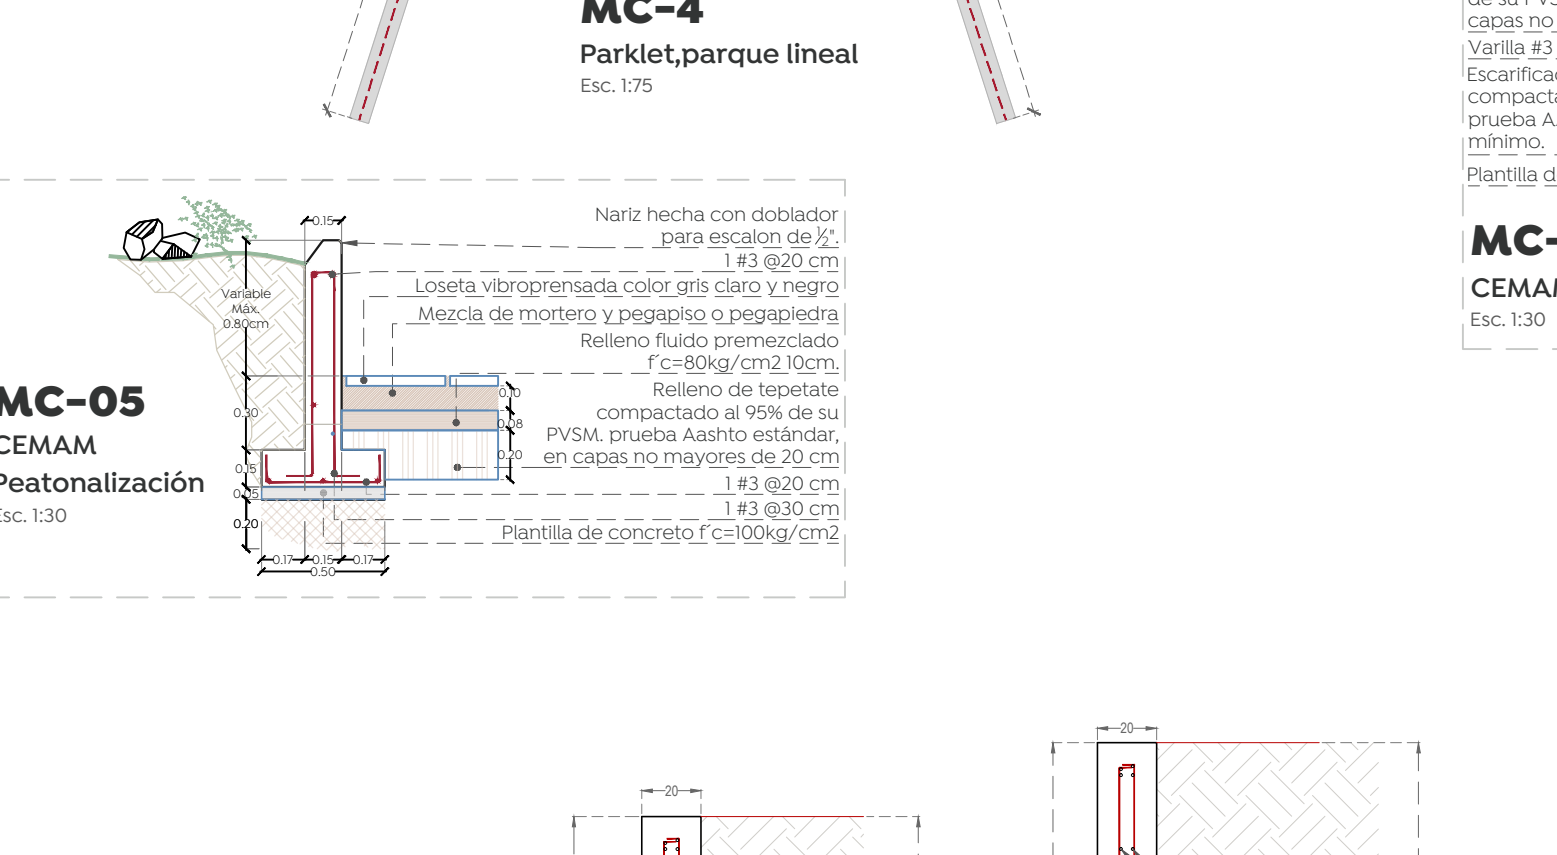 MC-4
Parklet,parque lineal
Esc. 1:75
capas no
Varilla #3
compacta
mínimo.
Plantilla d
MC-
Esc. 1:30
0.15
Nariz hecha con doblador
para escalon de ½".
1 #3 @20 cm
Loseta vibroprensada color gris claro y negro
Mezcla de mortero y pegapiso o pegapiedra
Relleno fluido premezclado
f´c=80kg/cm2 10cm.
Relleno de tepetate
compactado al 95% de su
PVSM. prueba Aashto estándar,
en capas no mayores de 20 cm
1 #3 @20 cm
1 #3 @30 cm
Plantilla de concreto f´c=100kg/cm2
Variable
Máx.
0.80cm
0.30
0.15
0.05
0.20
0.10
0.08
0.20
0.17 0.15 0.17
0.50
MC-05
CEMAM
Peatonalización
Esc. 1:30
20
20